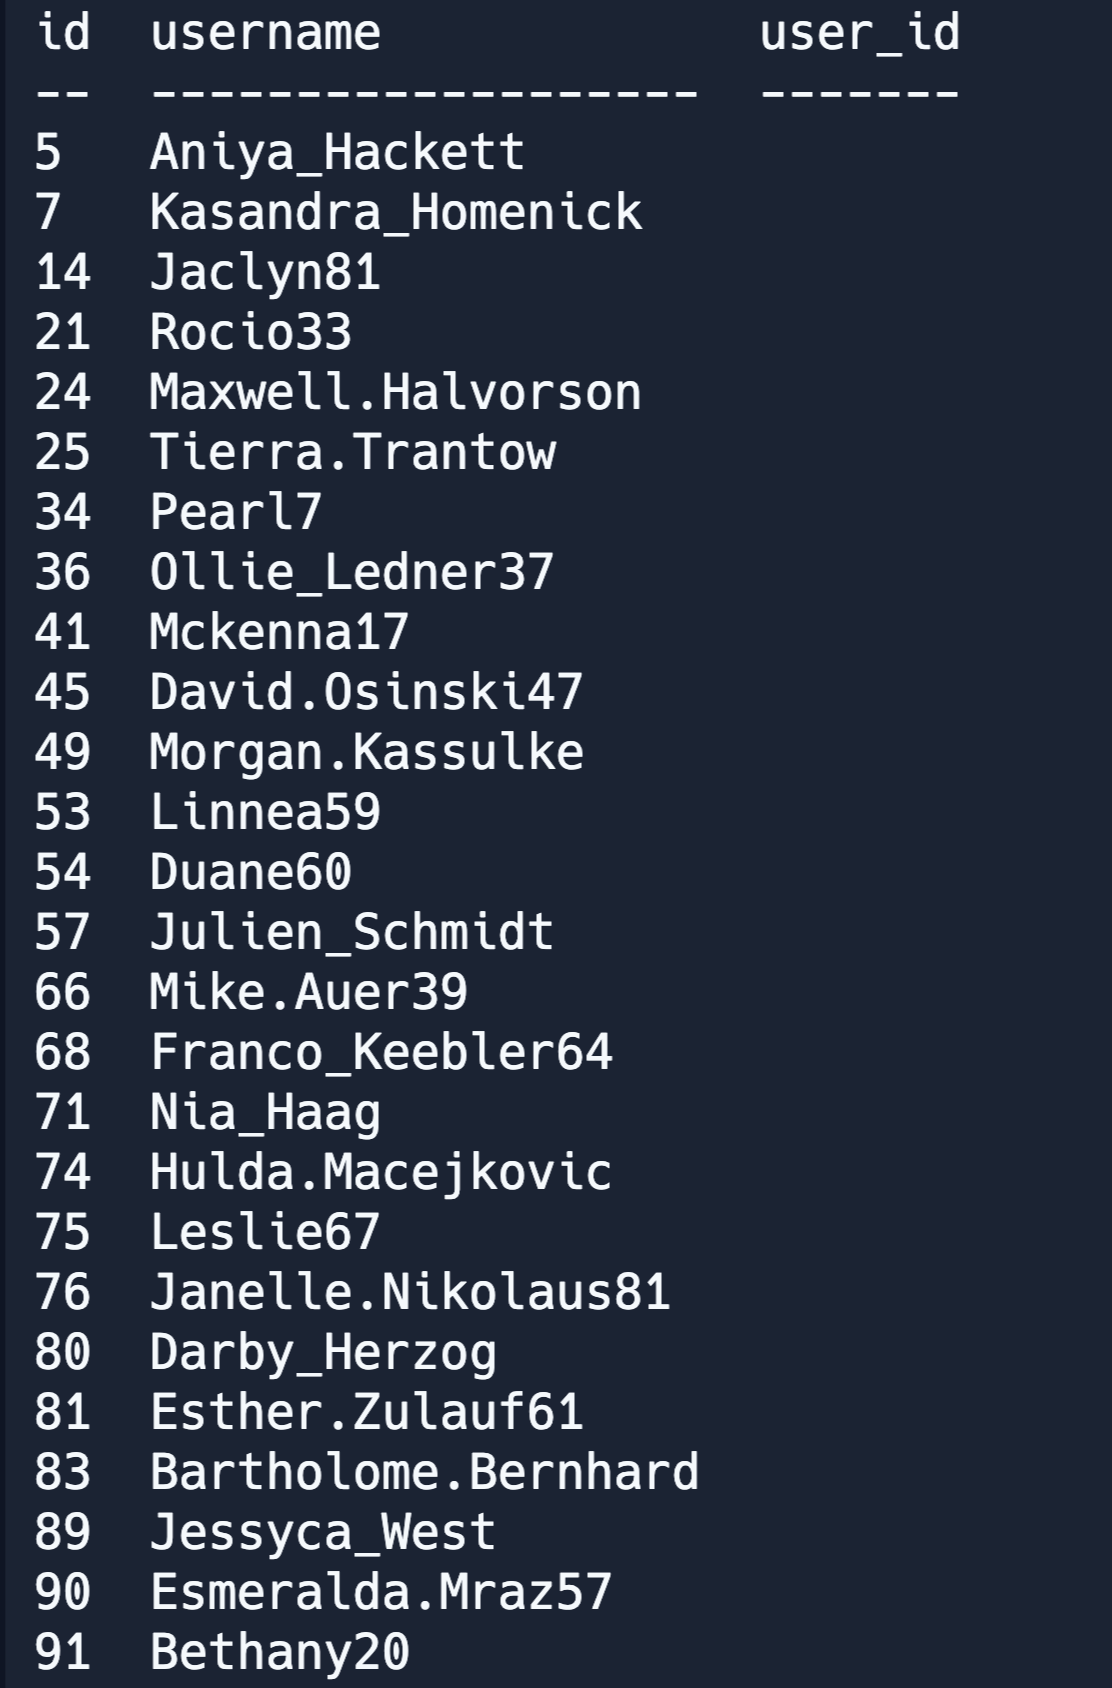 id  username             user_id
--  -------------------  -------
5   Aniya_Hackett
7   Kasandra_Homenick
14  Jaclyn81
21  Rocio33
24  Maxwell.Halvorson
25  Tierra.Trantow
34  Pearl7
36  Ollie_Ledner37
41  Mckenna17
45  David.Osinski47
49  Morgan.Kassulke
53  Linnea59
54  Duane60
57  Julien_Schmidt
66  Mike.Auer39
68  Franco_Keebler64
71  Nia_Haag
74  Hulda.Macejkovic
75  Leslie67
76  Janelle.Nikolaus81
80  Darby_Herzog
81  Esther.Zulauf61
83  Bartholome.Bernhard
89  Jessyca_West
90  Esmeralda.Mraz57
91  Bethany20